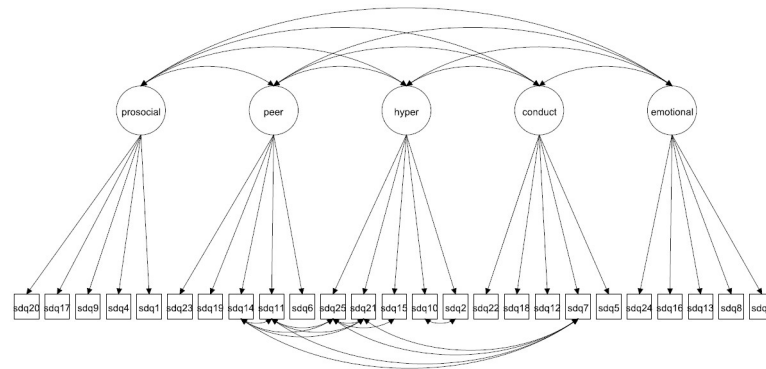 prosocial peer hyper conduct emotional
sdq20 sdq17 sdq9 sdq4 sdq1 sdq23 sdq19 sdq14 sdq11 sdq6 sdq25 sdq21 sdq15 sdq10 sdq2 sdq22 sdq18 sdq12 sdq7 sdq5 sdq24 sdq16 sdq13 sdq8 sdq